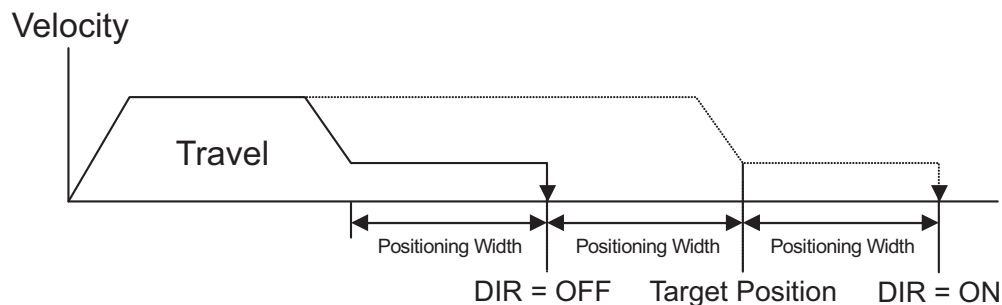 Velocity
Travel
Positioning Width
Positioning Width
Positioning Width
DIR = OFF
Target Position
DIR = ON